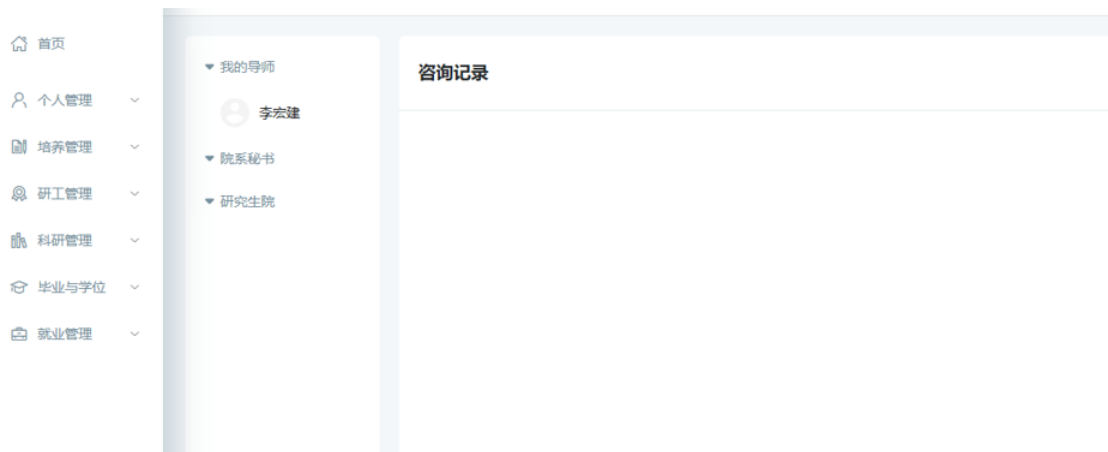 首页
个人管理
培养管理
研工管理
科研管理
毕业与学位
就业管理
我的导师
李宏建
院系秘书
研究生院
咨询记录